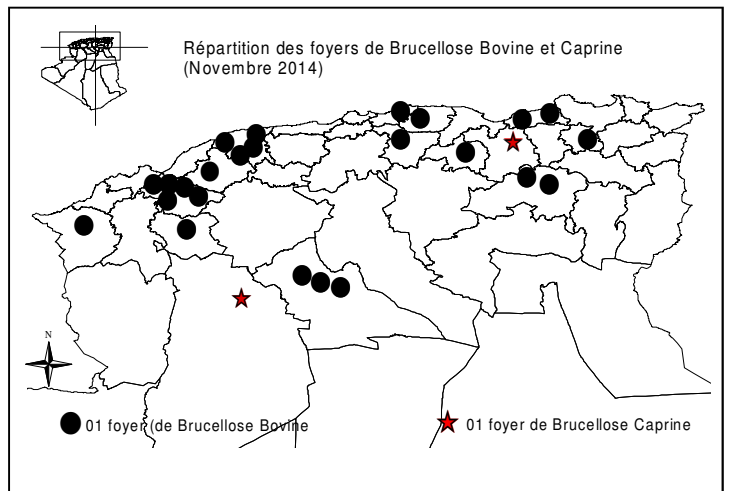 Répartition des foyers de Brucellose Bovine et Caprine
(Novembre 2014)
N
01 foyer (de Brucellose Bovine
01 foyer de Brucellose Caprine